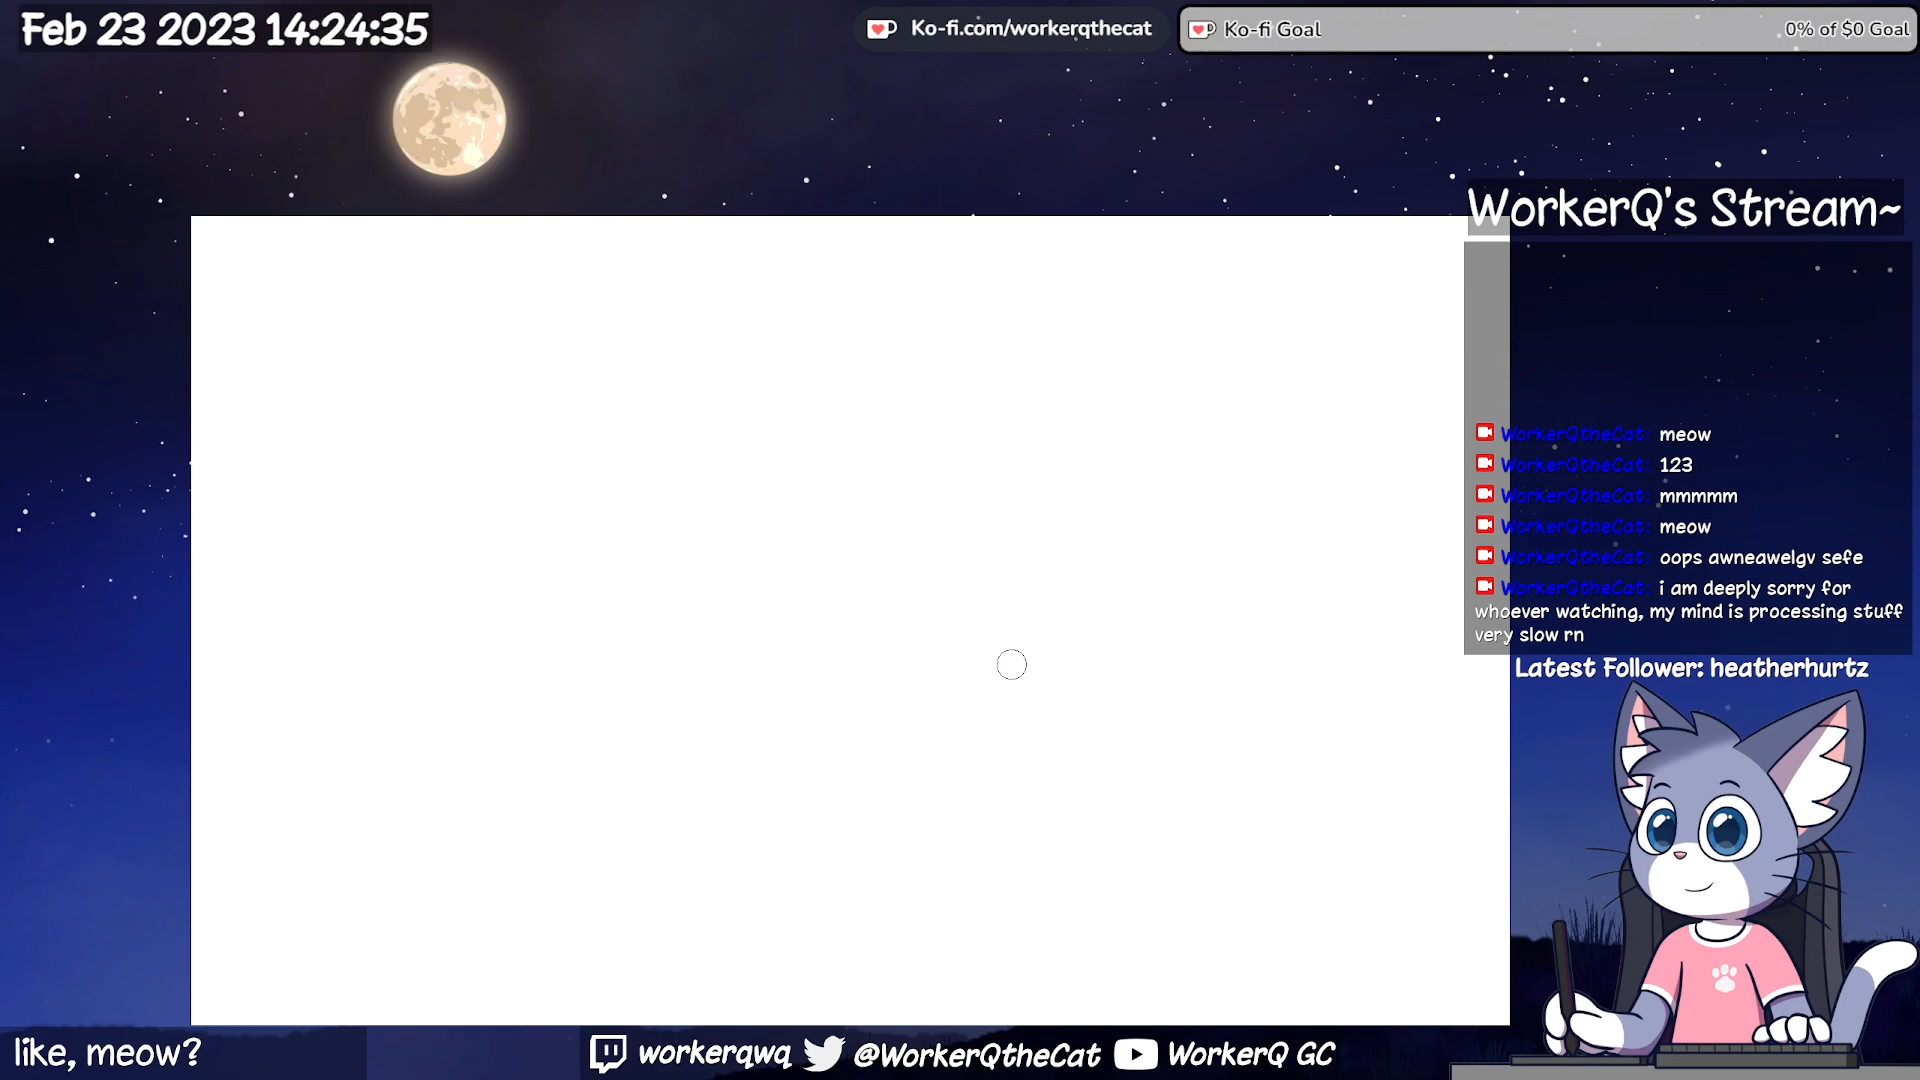 Feb 23 2023 14:24:35
Ko-fi.com/workerqthecat
Ko-fi Goal
0% of $0 Goal
WorkerQ's Stream~
WorkerQtheCat: meow
WorkerQtheCat: 123
WorkerQtheCat: mmmmm
WorkerQtheCat: meow
WorkerQtheCat: oops awneawelgv sefe
WorkerQtheCat: i am deeply sorry for
whoever watching, my mind is processing stuff
very slow rn
Latest Follower: heatherhurtz
like, meow?
workerqwq
@WorkerQtheCat
WorkerQ GC